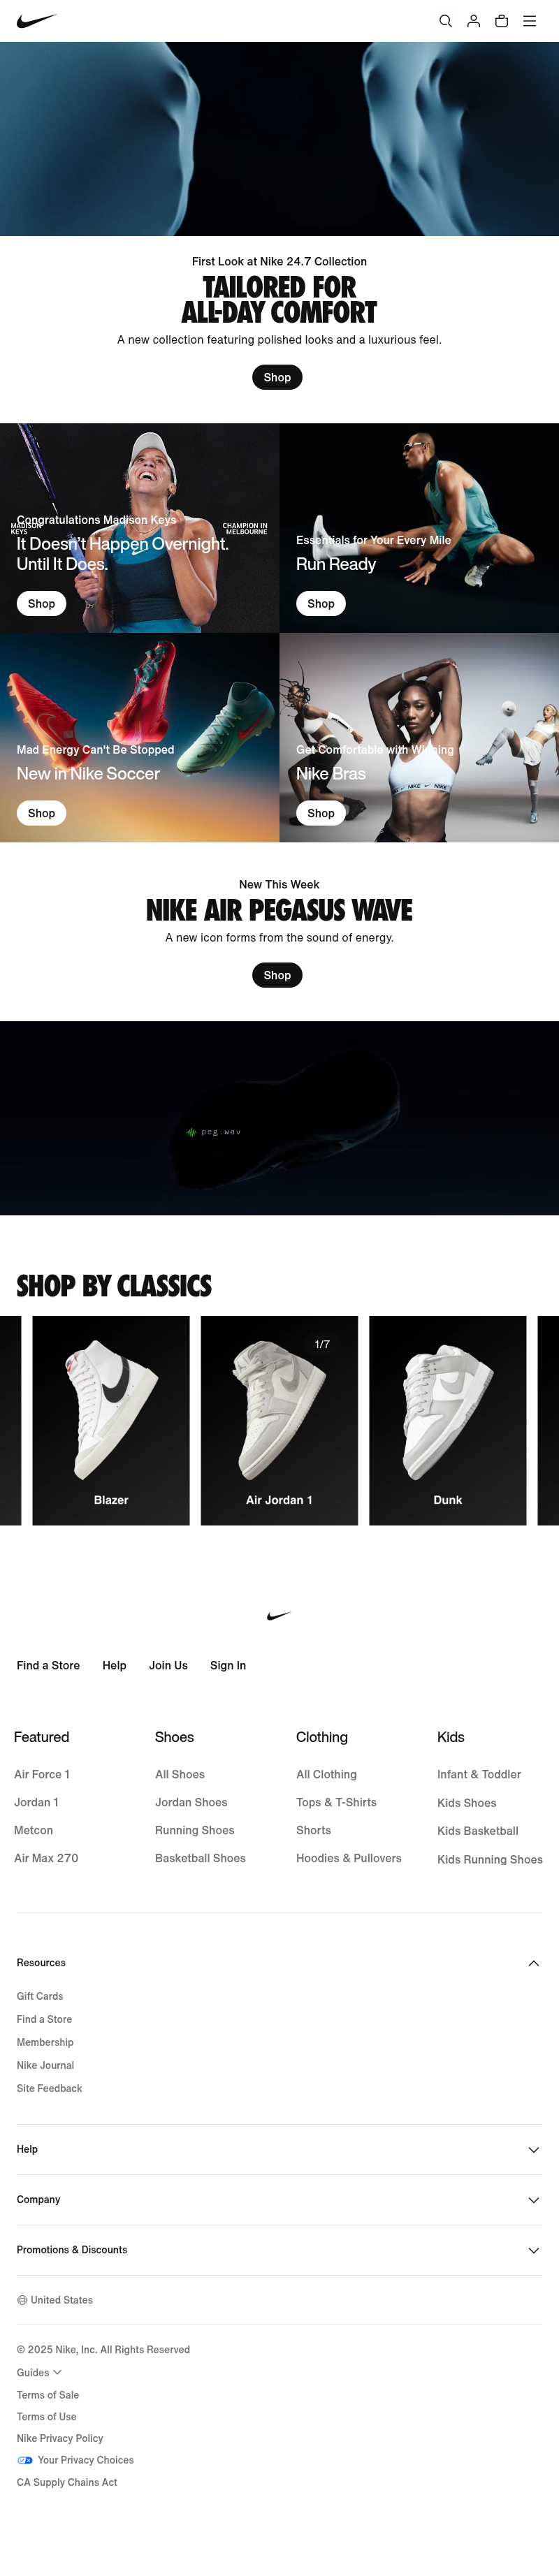 First Look at Nike 24.7 Collection
TAILORED FOR
ALL-DAY COMFORT
A new collection featuring polished looks and a luxurious feel.
Shop
MADISON
KEYS
CHAMPION IN
MELBOURNE
Congratulations Madison Keys
It Doesn’t Happen Overnight.
Until It Does.
Shop
Essentials for Your Every Mile
Run Ready
Shop
Mad Energy Can't Be Stopped
New in Nike Soccer
Shop
NIKE
NIKE
Get Comfortable with Winning
Nike Bras
Shop
New This Week
NIKE AIR PEGASUS WAVE
A new icon forms from the sound of energy.
Shop
peg.wav
SHOP BY CLASSICS
1/7
Blazer
Air Jordan 1
Dunk
Find a Store
Help
Join Us
Sign In
Featured
Air Force 1
Jordan 1
Metcon
Air Max 270
Shoes
All Shoes
Jordan Shoes
Running Shoes
Basketball Shoes
Clothing
All Clothing
Tops & T-Shirts
Shorts
Hoodies & Pullovers
Kids
Infant & Toddler
Kids Shoes
Kids Basketball
Kids Running Shoes
Resources
Gift Cards
Find a Store
Membership
Nike Journal
Site Feedback
Help
Company
Promotions & Discounts
United States
© 2025 Nike, Inc. All Rights Reserved
Guides
Terms of Sale
Terms of Use
Nike Privacy Policy
Your Privacy Choices
CA Supply Chains Act